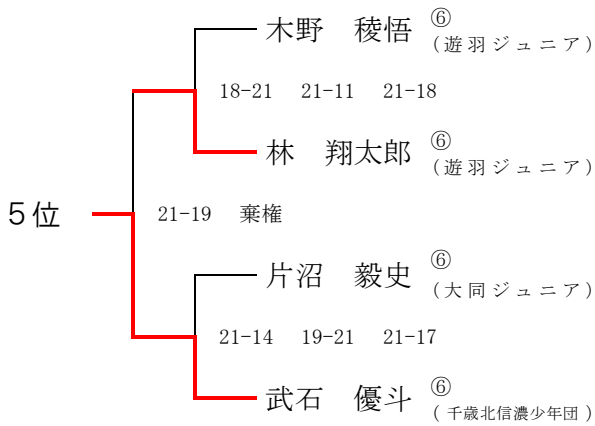 木野 稜悟 ⑥
(遊羽ジュニア)
18-21 21-11 21-18
林 翔太郎 ⑥
(遊羽ジュニア)
5位
21-19 棄権
片沼 毅史 ⑥
(大同ジュニア)
21-14 19-21 21-17
武石 優斗 ⑥
(千歳北信濃少年団)